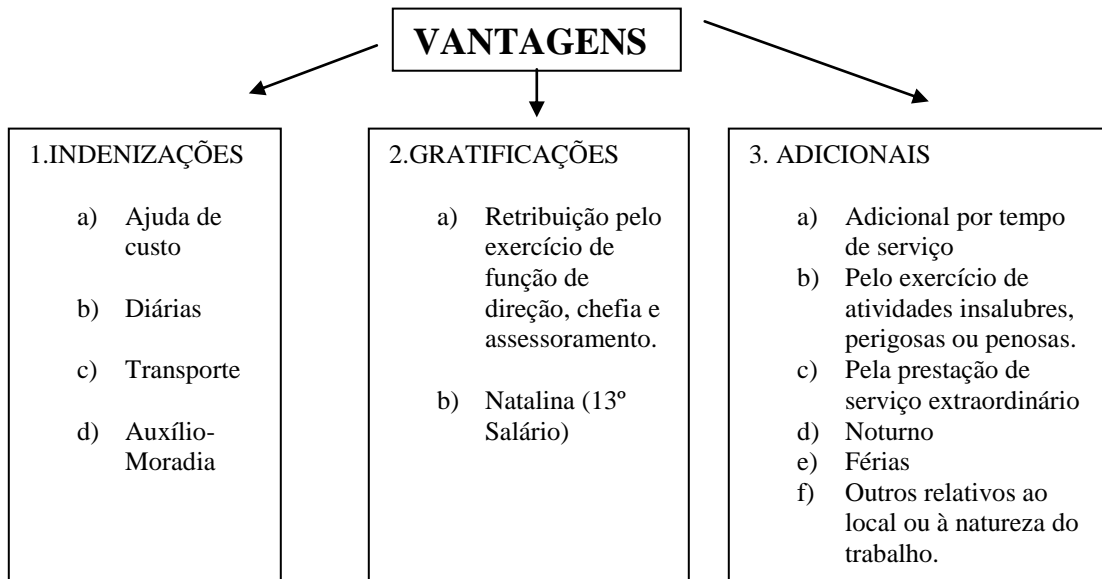 VANTAGENS
1.INDENIZAÇÕES
a) Ajuda de
custo
b) Diárias
c) Transporte
d) Auxílio-
Moradia
2.GRATIFICAÇÕES
a) Retribuição pelo
exercício de
função de
direção, chefia e
assessoramento.
b) Natalina (13º
Salário)
3. ADICIONAIS
a) Adicional por tempo
de serviço
b) Pelo exercício de
atividades insalubres,
perigosas ou penosas.
c) Pela prestação de
serviço extraordinário
d) Noturno
e) Férias
f) Outros relativos ao
local ou à natureza do
trabalho.